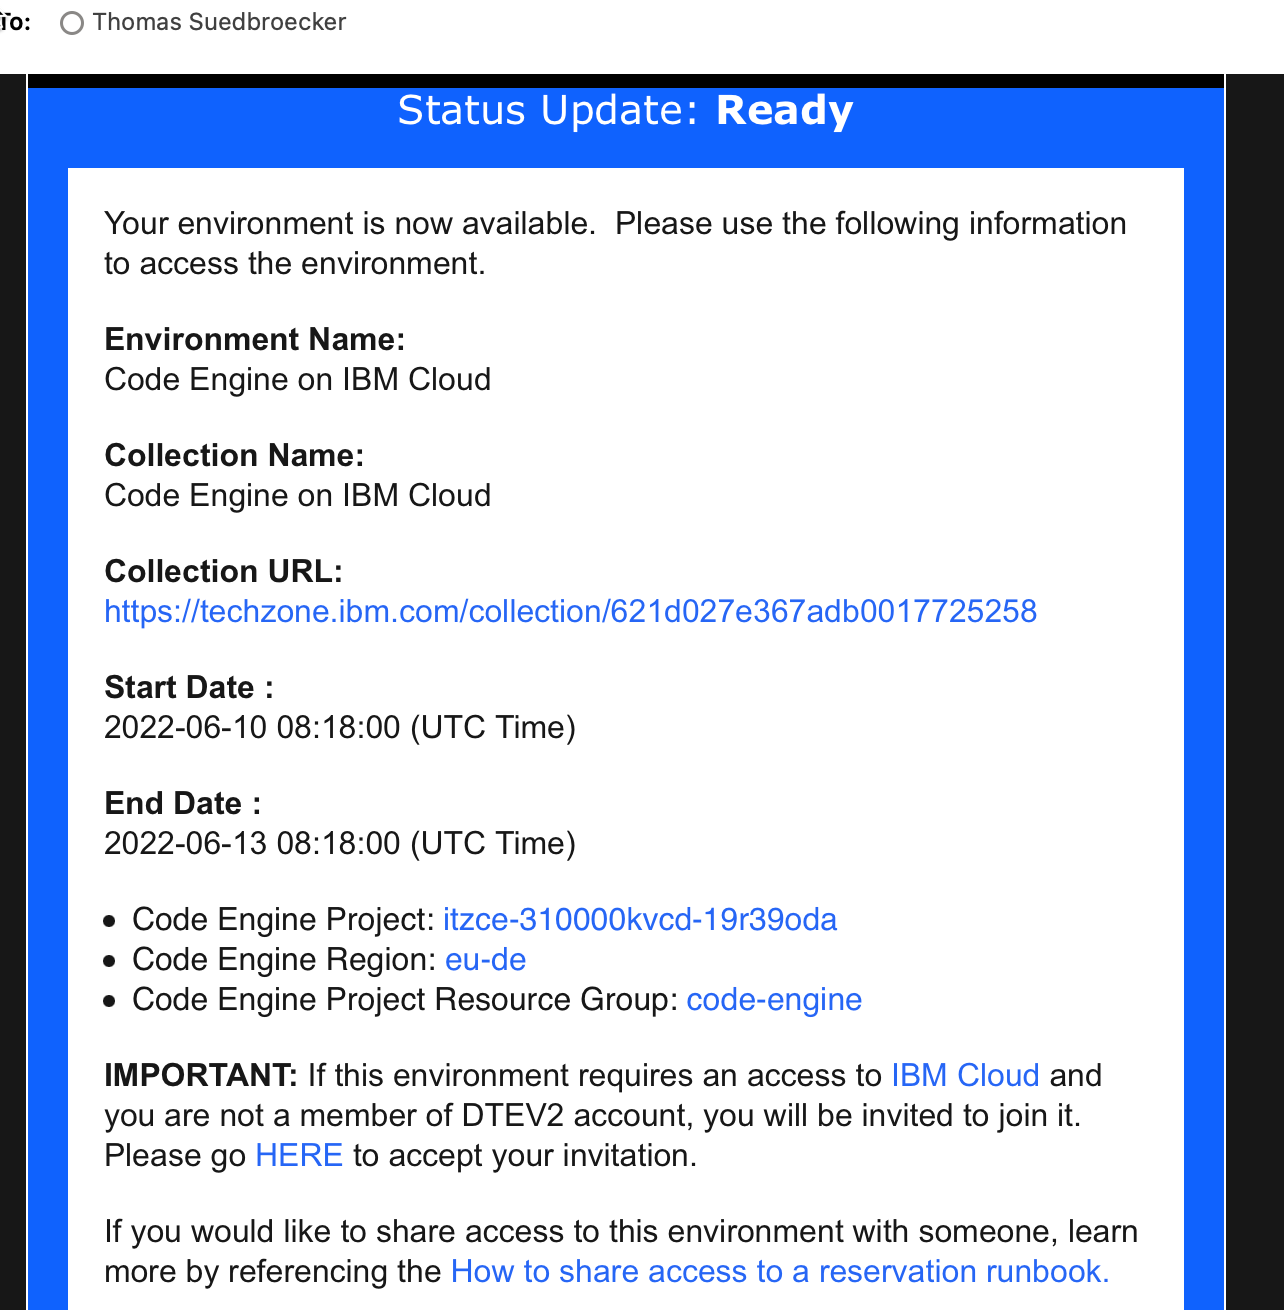 To: Thomas Suedbroecker
Status Update: Ready
Your environment is now available.  Please use the following information
to access the environment.
Environment Name:
Code Engine on IBM Cloud
Collection Name:
Code Engine on IBM Cloud
Collection URL:
https://techzone.ibm.com/collection/621d027e367adb0017725258
Start Date :
2022-06-10 08:18:00 (UTC Time)
End Date :
2022-06-13 08:18:00 (UTC Time)
• Code Engine Project: itzce-310000kvcd-19r39oda
• Code Engine Region: eu-de
• Code Engine Project Resource Group: code-engine
IMPORTANT: If this environment requires an access to IBM Cloud and
you are not a member of DTEV2 account, you will be invited to join it.
Please go HERE to accept your invitation.
If you would like to share access to this environment with someone, learn
more by referencing the How to share access to a reservation runbook.